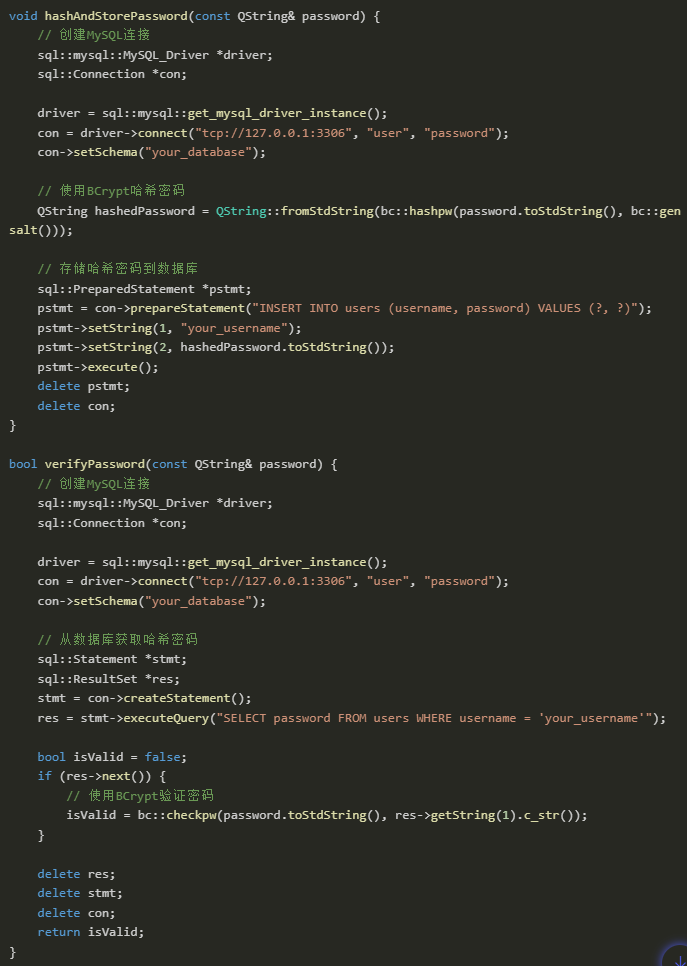 void hashAndStorePassword(const QString& password) {
    // 创建MySQL连接
    sql::mysql::MySQL_Driver *driver;
    sql::Connection *con;

    driver = sql::mysql::get_mysql_driver_instance();
    con = driver->connect("tcp://127.0.0.1:3306", "user", "password");
    con->setSchema("your_database");

    // 使用BCrypt哈希密码
    QString hashedPassword = QString::fromStdString(bc::hashpw(password.toStdString(), bc::gen
salt()));

    // 存储哈希密码到数据库
    sql::PreparedStatement *pstmt;
    pstmt = con->prepareStatement("INSERT INTO users (username, password) VALUES (?, ?)");
    pstmt->setString(1, "your_username");
    pstmt->setString(2, hashedPassword.toStdString());
    pstmt->execute();
    delete pstmt;
    delete con;
}

bool verifyPassword(const QString& password) {
    // 创建MySQL连接
    sql::mysql::MySQL_Driver *driver;
    sql::Connection *con;

    driver = sql::mysql::get_mysql_driver_instance();
    con = driver->connect("tcp://127.0.0.1:3306", "user", "password");
    con->setSchema("your_database");

    // 从数据库获取哈希密码
    sql::Statement *stmt;
    sql::ResultSet *res;
    stmt = con->createStatement();
    res = stmt->executeQuery("SELECT password FROM users WHERE username = 'your_username'");

    bool isValid = false;
    if (res->next()) {
        // 使用BCrypt验证密码
        isValid = bc::checkpw(password.toStdString(), res->getString(1).c_str());
    }

    delete res;
    delete stmt;
    delete con;
    return isValid;
}